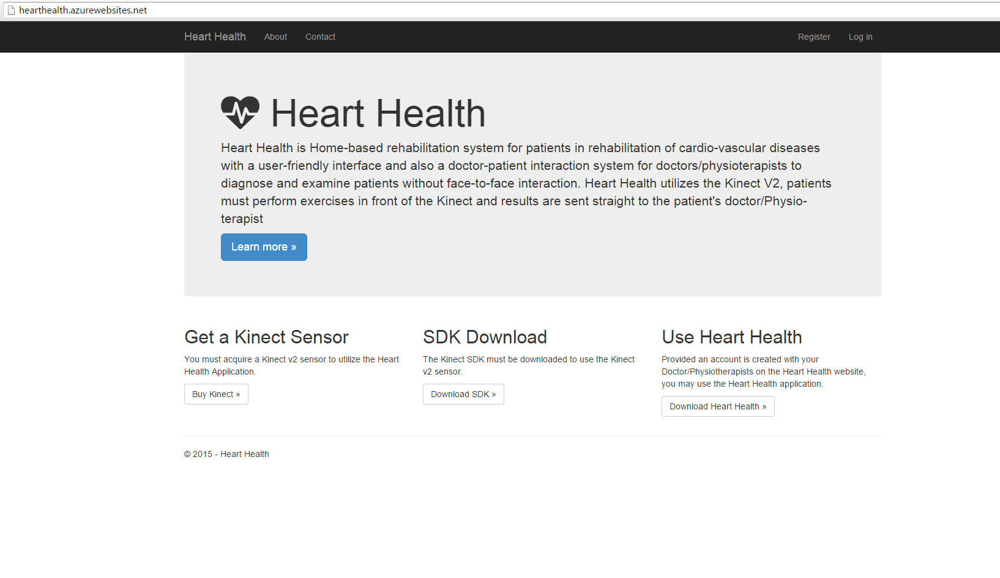 hearthealth.azurewebsites.net
Heart Health About Contact Register Log in
Heart Health
Heart Health is Home-based rehabilitation system for patients in rehabilitation of cardio-vascular diseases
with a user-friendly interface and also a doctor-patient interaction system for doctors/physioterapists to
diagnose and examine patients without face-to-face interaction. Heart Health utilizes the Kinect V2, patients
must perform exercises in front of the Kinect and results are sent straight to the patient's doctor/Physio-
terapist
Learn more »
Get a Kinect Sensor
You must acquire a Kinect v2 sensor to utilize the Heart
Health Application.
Buy Kinect »
SDK Download
The Kinect SDK must be downloaded to use the Kinect
v2 sensor.
Download SDK »
Use Heart Health
Provided an account is created with your
Doctor/Physiotherapists on the Heart Health website,
you may use the Heart Health application.
Download Heart Health »
© 2015 - Heart Health